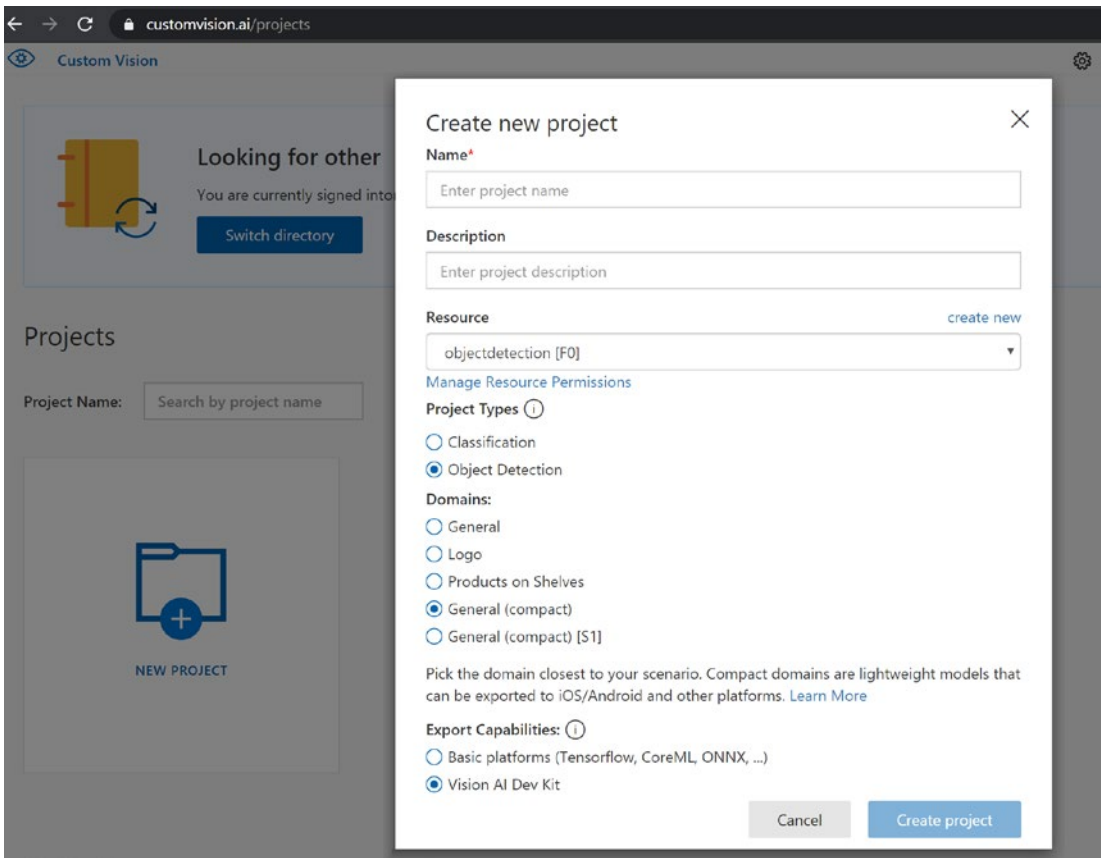 customvision.ai/projects
Custom Vision
Looking for other
You are currently signed into
Switch directory
Projects
Project Name:
Search by project name
NEW PROJECT
Create new project
Name*
Enter project name
Description
Enter project description
Resource
create new
objectdetection [F0]
Manage Resource Permissions
Project Types
Classification
Object Detection
Domains:
General
Logo
Products on Shelves
General (compact)
General (compact) [S1]
Pick the domain closest to your scenario. Compact domains are lightweight models that
can be exported to iOS/Android and other platforms. Learn More
Export Capabilities:
Basic platforms (Tensorflow, CoreML, ONNX, ...)
Vision AI Dev Kit
Cancel
Create project